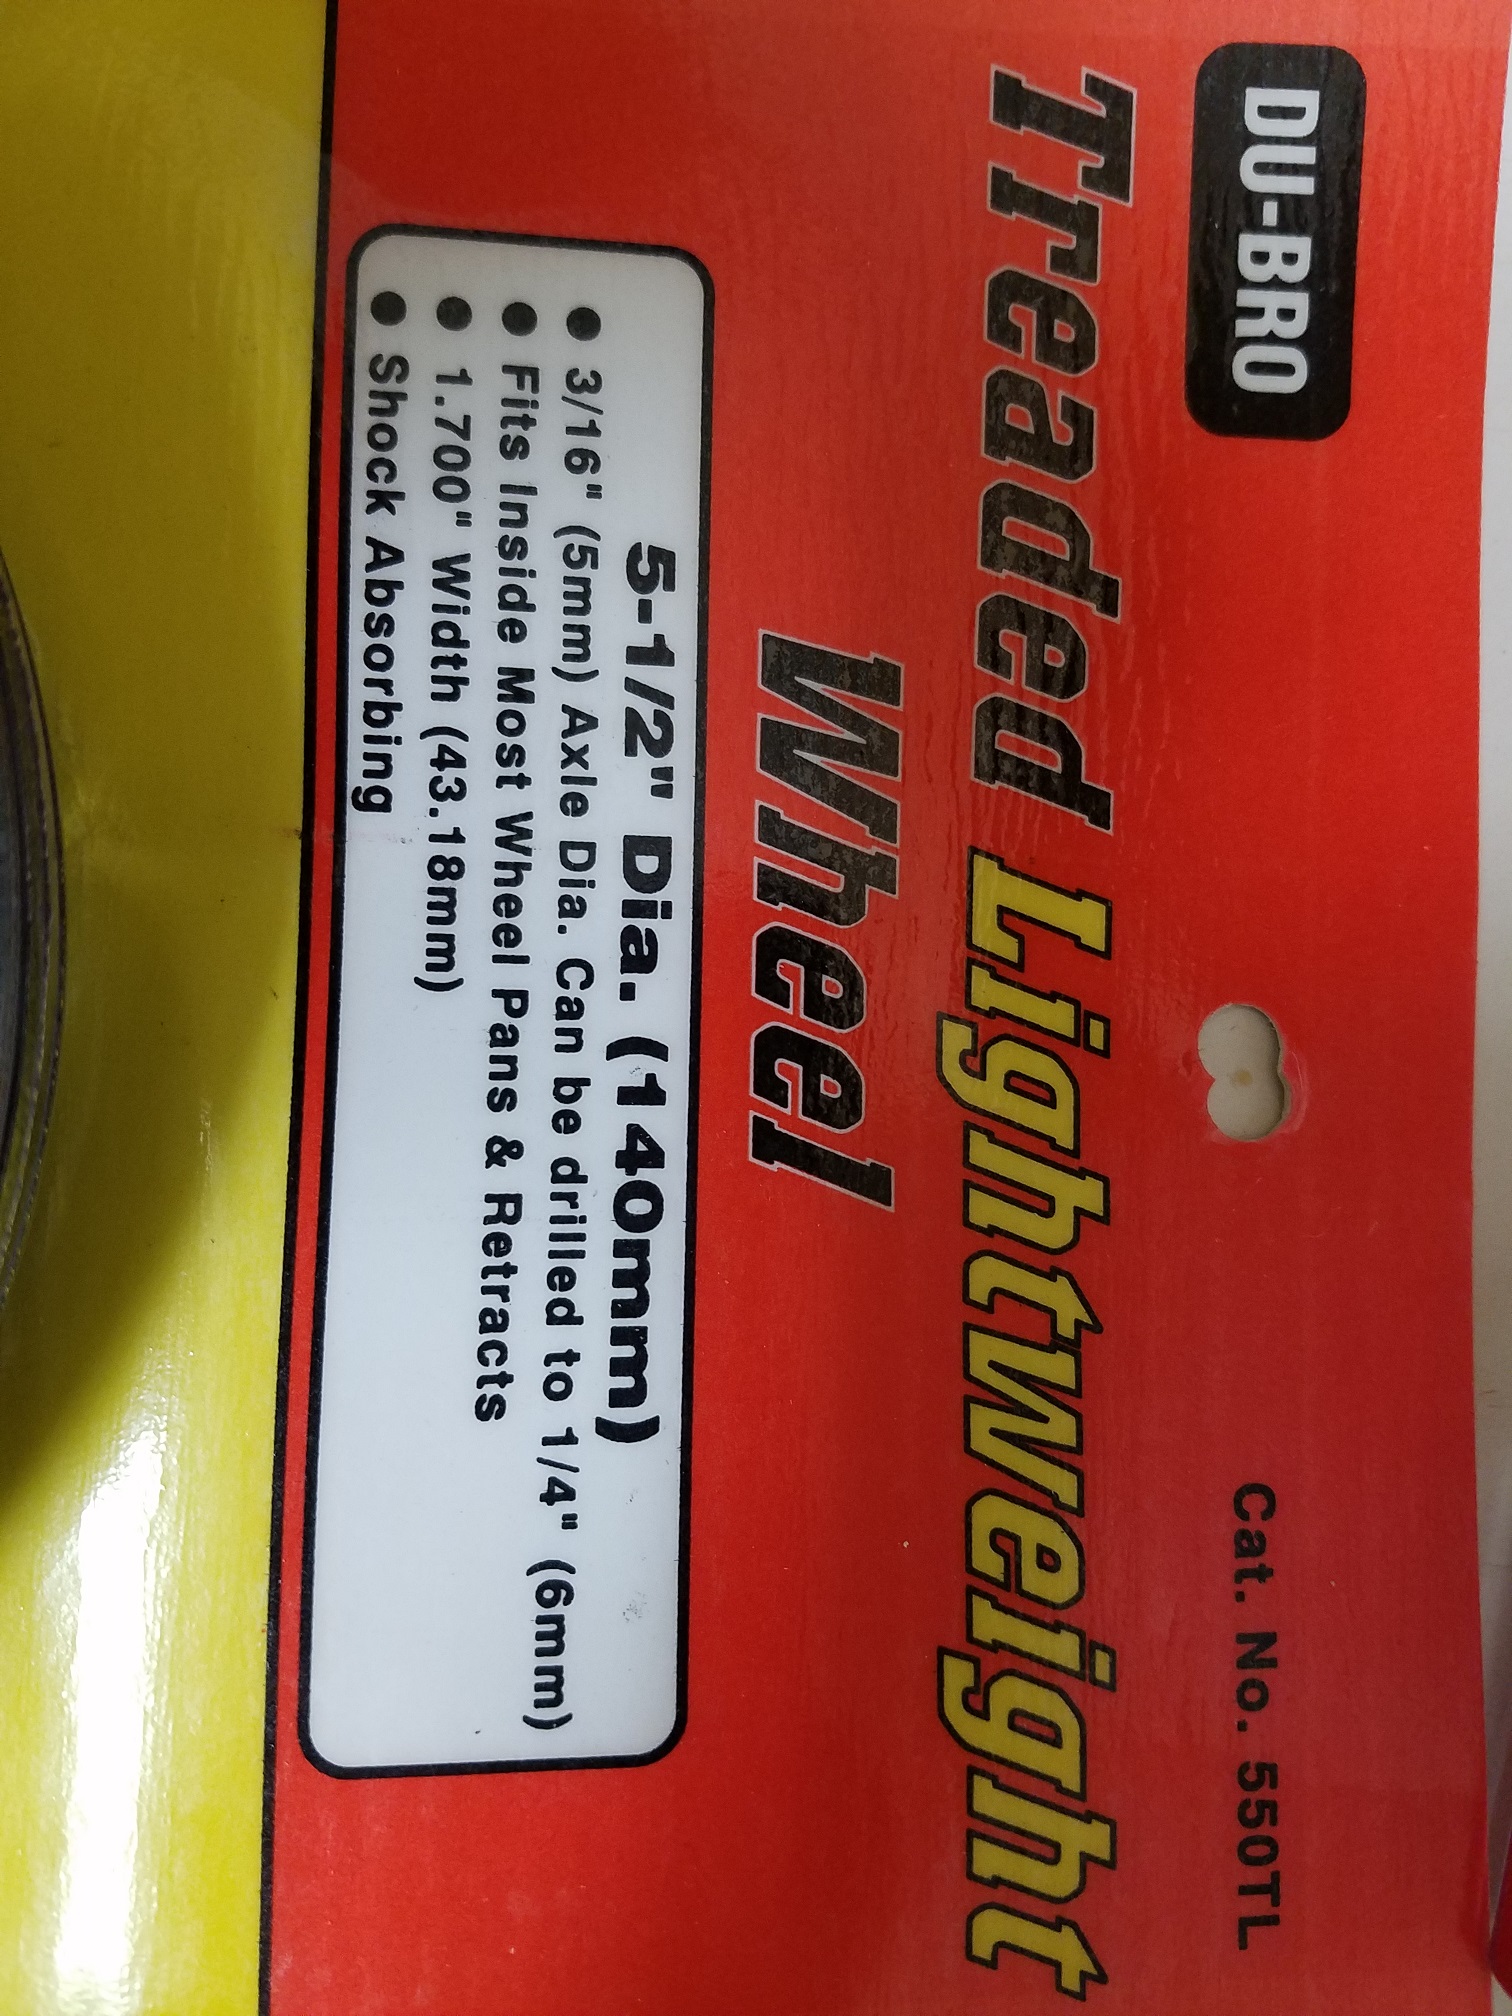 DU-BRO
Cat. No. 550TL
Treaded Lightweight
Wheel
5-1/2" Dia. (140mm)
● 3/16" (5mm) Axle Dia. Can be drilled to 1/4" (6mm)
● Fits Inside Most Wheel Pans & Retracts
● 1.700" Width (43.18mm)
● Shock Absorbing